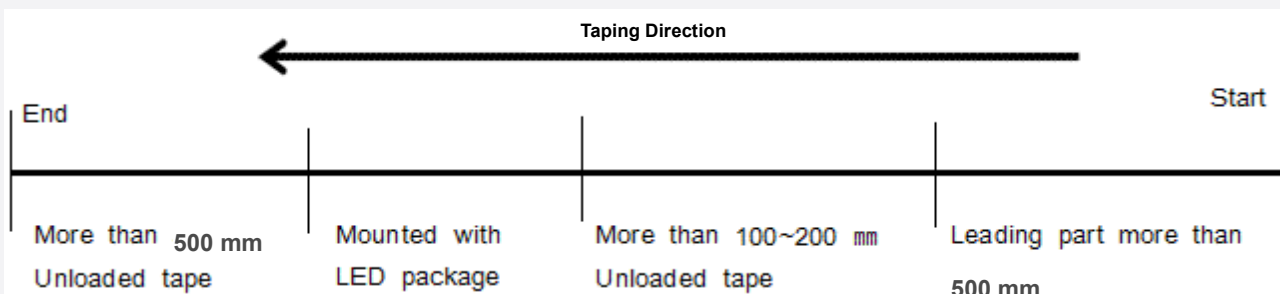 Taping Direction
End
Start
More than 500 mm
Unloaded tape
Mounted with
LED package
More than 100~200 mm
Unloaded tape
Leading part more than
500 mm